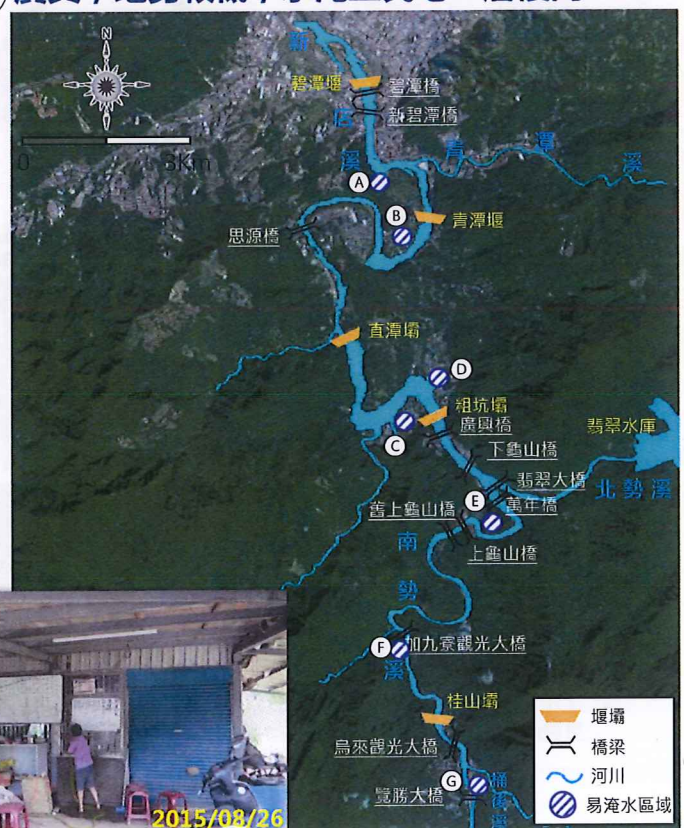 N
新
碧潭堰
碧潭橋
店
新碧潭橋
0 3Km
溪
青潭溪
A
B
青潭堰
思源橋
直潭壩
D
粗坑壩
翡翠水庫
廣興橋
C
下龜山橋
翡翠大橋
北勢溪
E
萬年橋
舊上龜山橋
上龜山橋
南
勢
加九寮觀光大橋
F
溪
桂山壩
烏來觀光大橋
G
覽勝大橋
桶後溪
堰壩
橋梁
河川
易淹水區域
2015/08/26